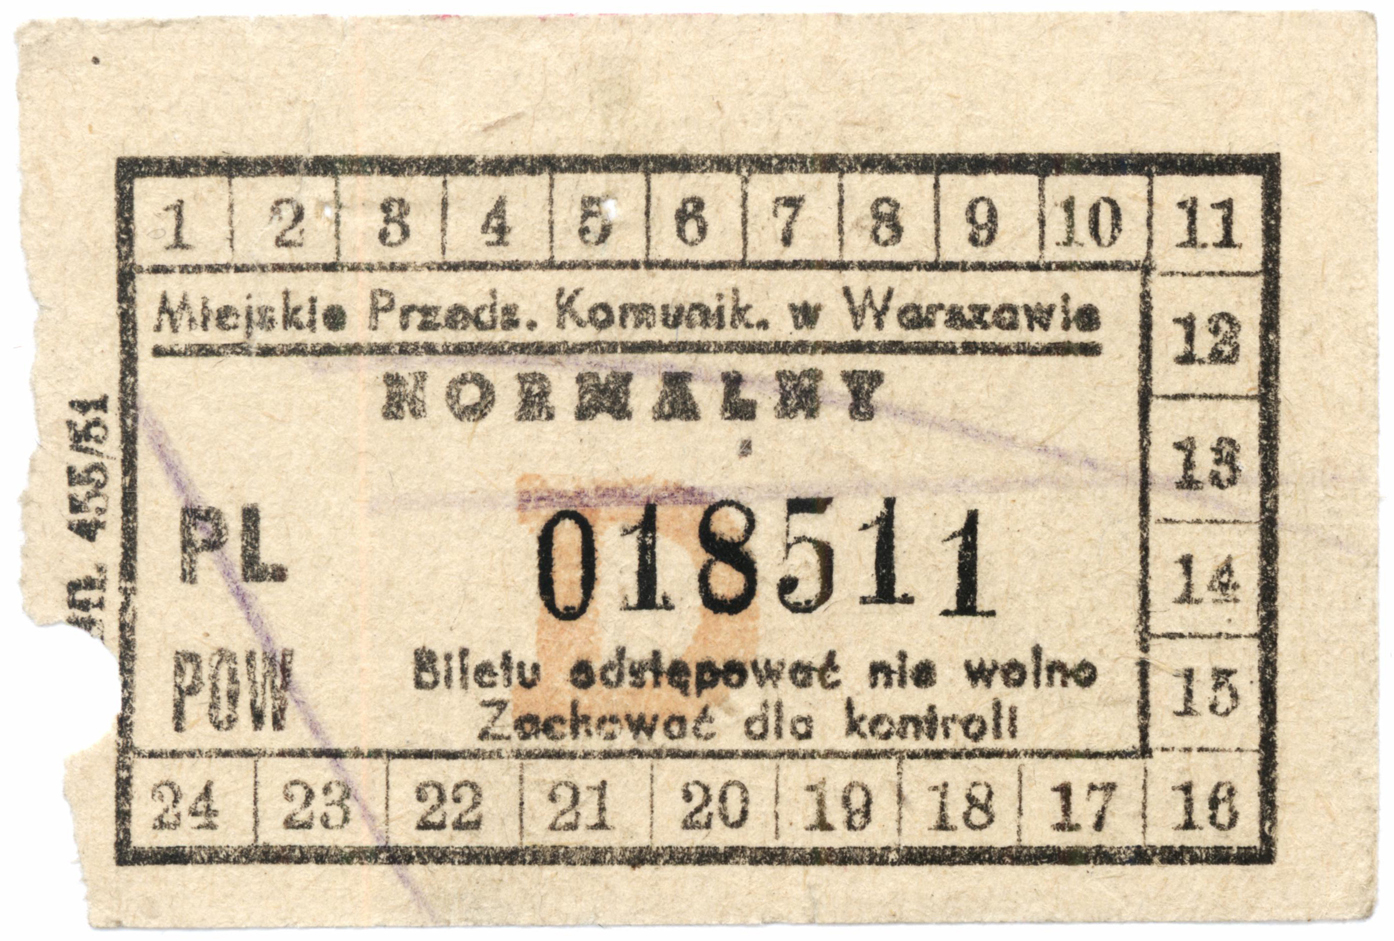 1 2 3 4 5 6 7 8 9 10 11
Miejskie Przeds. Komunik. w Warszawie
12
NORMALNY
13
PL
018511
D
14
POW
Biletu odstępować nie wolno
15
Zachować dla kontroli
24 23 22 21 20 19 18 17 16
455/51